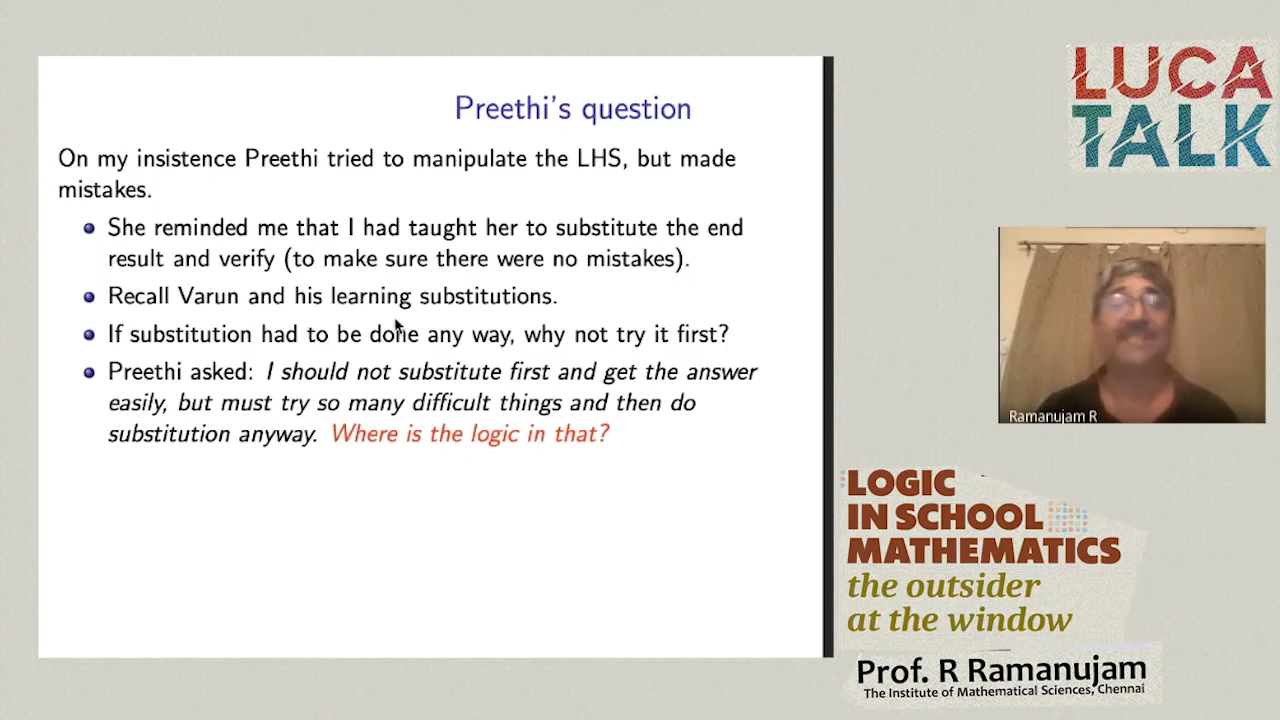 Preethi's question
On my insistence Preethi tried to manipulate the LHS, but made
mistakes.
She reminded me that I had taught her to substitute the end
result and verify (to make sure there were no mistakes).
Recall Varun and his learning substitutions.
If substitution had to be done any way, why not try it first?
Preethi asked: I should not substitute first and get the answer
easily, but must try so many difficult things and then do
substitution anyway. Where is the logic in that?
LUCA
TALK
Ramanujam R
LOGIC
IN SCHOOL
MATHEMATICS
the outsider
at the window
Prof. R Ramanujam
The Institute of Mathematical Sciences, Chennai